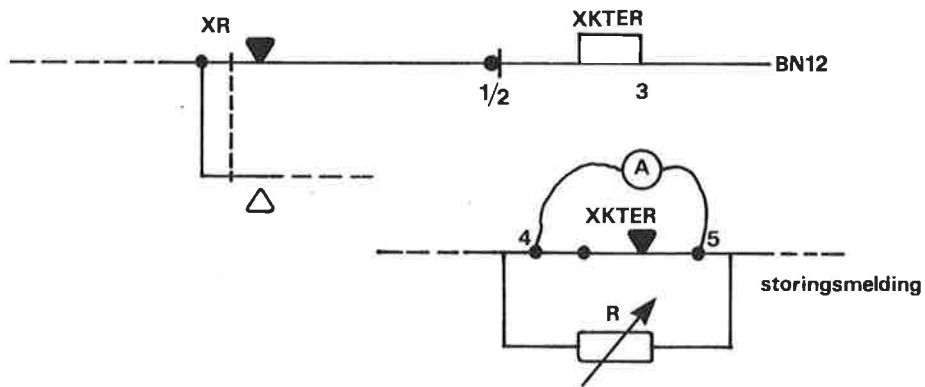 XR
XKTER
BN12
1/2
3
A
XKTER
4
5
storingsmelding
R